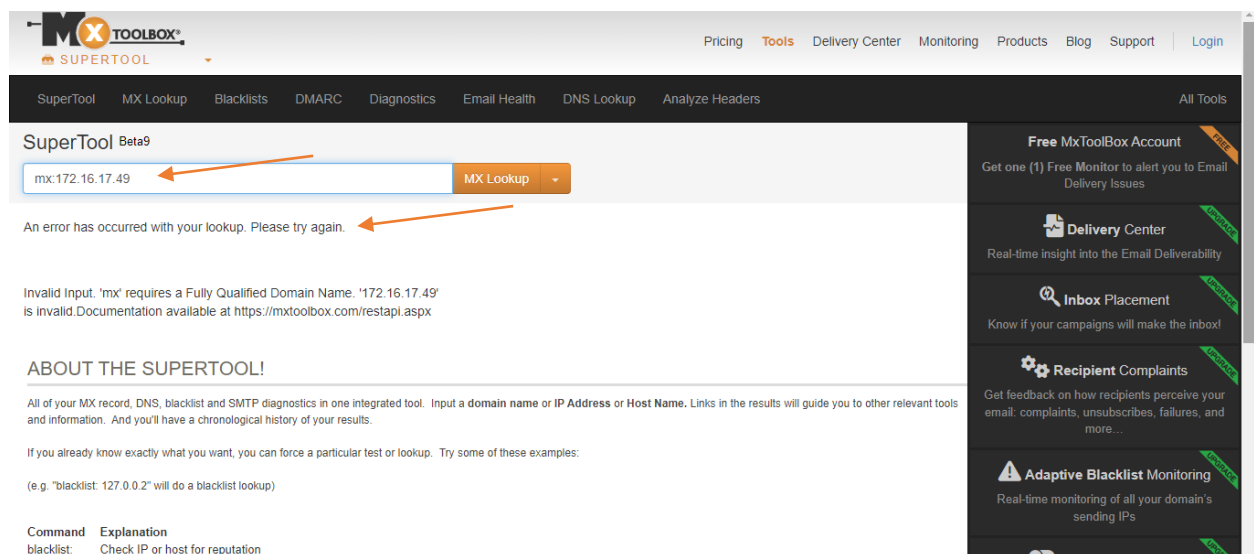 MX TOOLBOX®
SUPERTOOL
Pricing Tools Delivery Center Monitoring Products Blog Support Login
SuperTool MX Lookup Blacklists DMARC Diagnostics Email Health DNS Lookup Analyze Headers All Tools
SuperTool Beta9
mx:172.16.17.49 MX Lookup
An error has occurred with your lookup. Please try again.
Invalid Input. 'mx' requires a Fully Qualified Domain Name. '172.16.17.49'
is invalid.Documentation available at https://mxtoolbox.com/restapi.aspx
ABOUT THE SUPERTOOL!
All of your MX record, DNS, blacklist and SMTP diagnostics in one integrated tool. Input a domain name or IP Address or Host Name. Links in the results will guide you to other relevant tools
and information. And you'll have a chronological history of your results.
If you already know exactly what you want, you can force a particular test or lookup. Try some of these examples:
(e.g. "blacklist: 127.0.0.2" will do a blacklist lookup)
Command Explanation
blacklist: Check IP or host for reputation
Free MxToolBox Account
FREE
Get one (1) Free Monitor to alert you to Email
Delivery Issues
Delivery Center
UPGRADE
Real-time insight into the Email Deliverability
Inbox Placement
UPGRADE
Know if your campaigns will make the inbox!
Recipient Complaints
UPGRADE
Get feedback on how recipients perceive your
email: complaints, unsubscribes, failures, and
more...
Adaptive Blacklist Monitoring
UPGRADE
Real-time monitoring of all your domain's
sending IPs